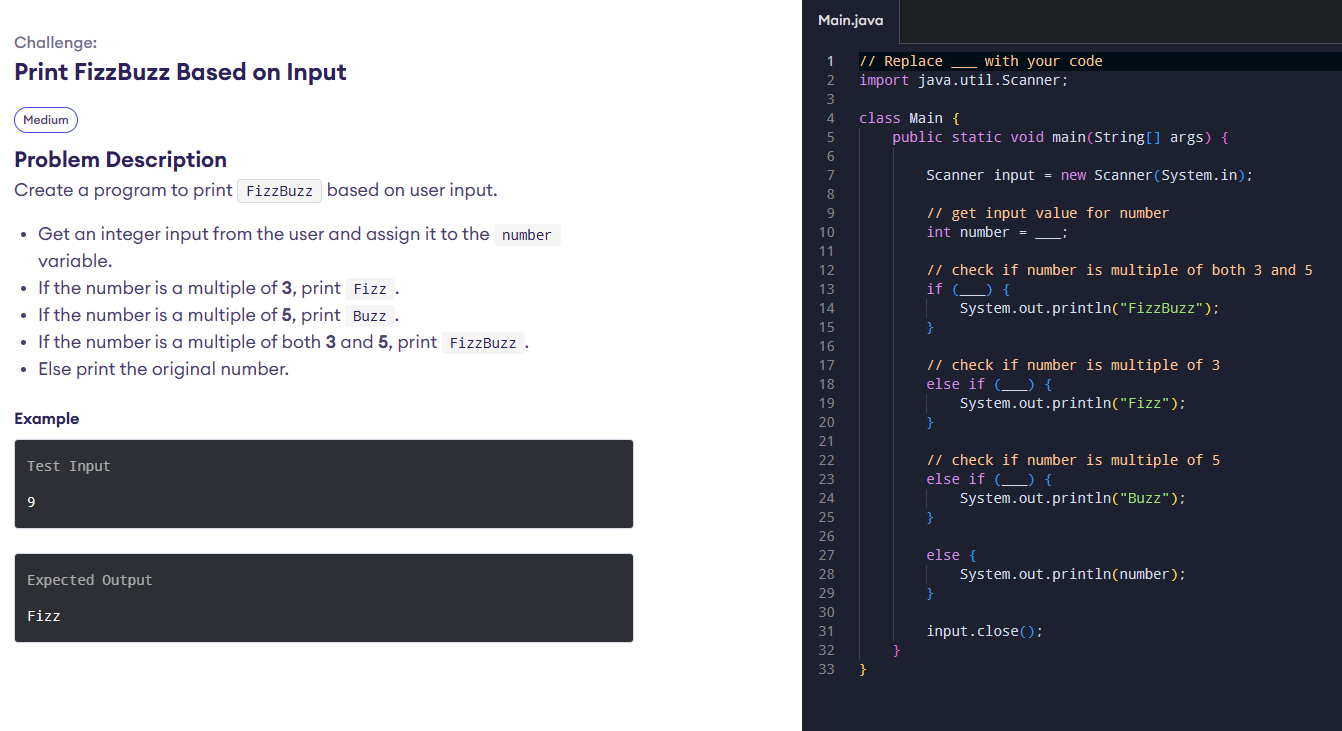 Challenge:
Print FizzBuzz Based on Input
Medium
Problem Description
Create a program to print FizzBuzz based on user input.
• Get an integer input from the user and assign it to the number
variable.
• If the number is a multiple of 3, print Fizz .
• If the number is a multiple of 5, print Buzz .
• If the number is a multiple of both 3 and 5, print FizzBuzz .
• Else print the original number.
Example
Test Input
9
Expected Output
Fizz
Main.java
1 // Replace ___ with your code
2 import java.util.Scanner;
3
4 class Main {
5     public static void main(String[] args) {
6
7         Scanner input = new Scanner(System.in);
8
9         // get input value for number
10         int number = ___;
11
12         // check if number is multiple of both 3 and 5
13         if (___) {
14             System.out.println("FizzBuzz");
15         }
16
17         // check if number is multiple of 3
18         else if (___) {
19             System.out.println("Fizz");
20         }
21
22         // check if number is multiple of 5
23         else if (___) {
24             System.out.println("Buzz");
25         }
26
27         else {
28             System.out.println(number);
29         }
30
31         input.close();
32     }
33 }